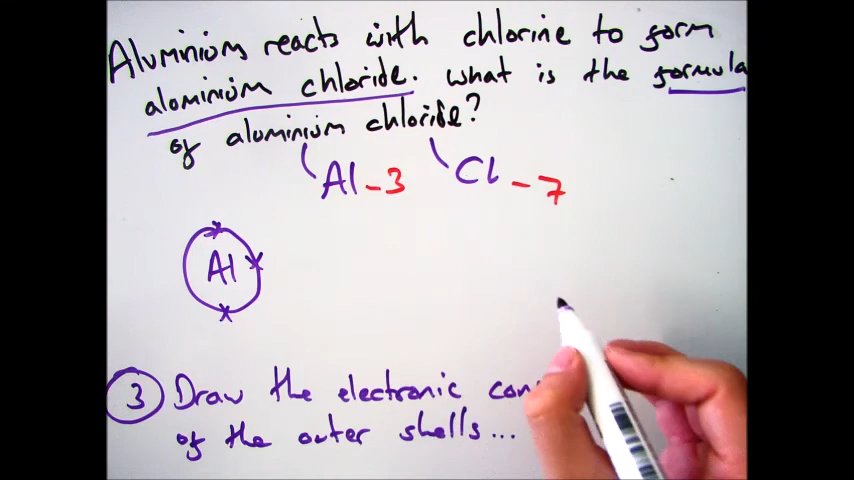 Aluminium reacts with chlorine to form
aluminium chloride. What is the formula
of aluminium chloride?
Al - 3 Cl - 7
Al
3 Draw the electronic
of the outer shells...